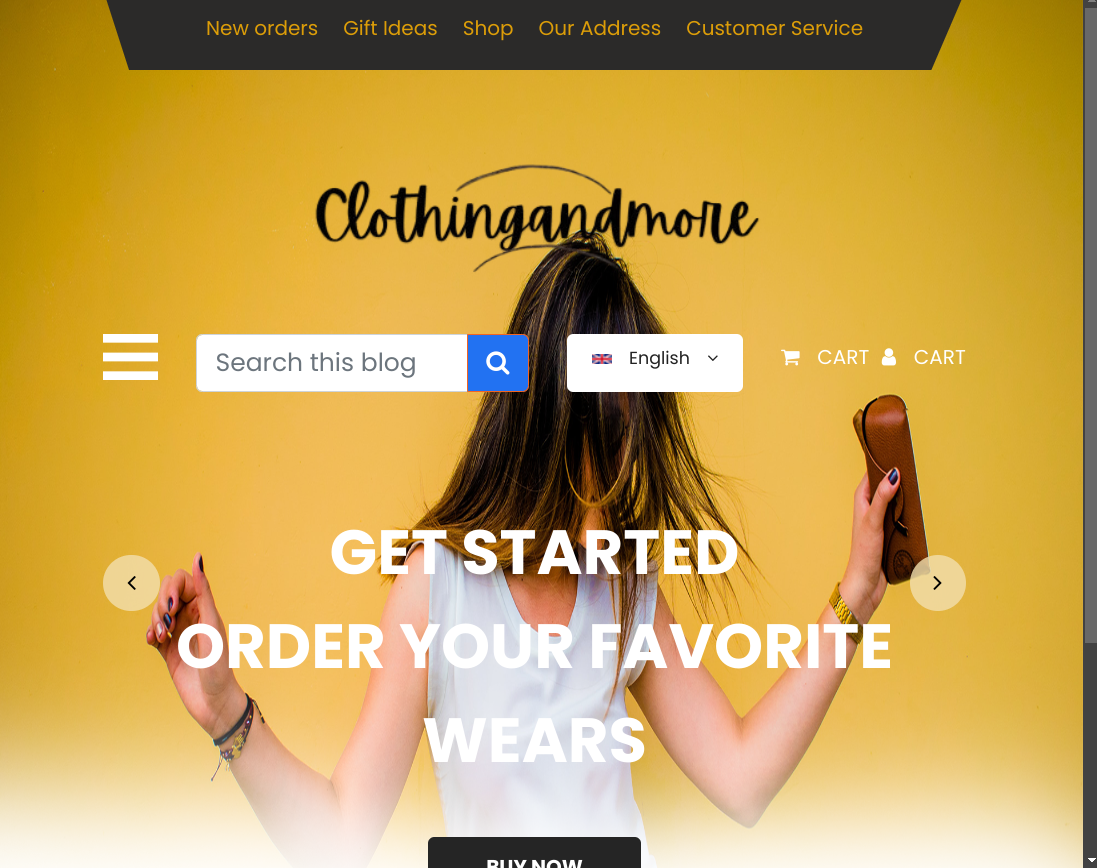 New orders Gift Ideas Shop Our Address Customer Service
Clothingandmore
Search this blog English CART CART
GET STARTED
ORDER YOUR FAVORITE
WEARS
BUY NOW